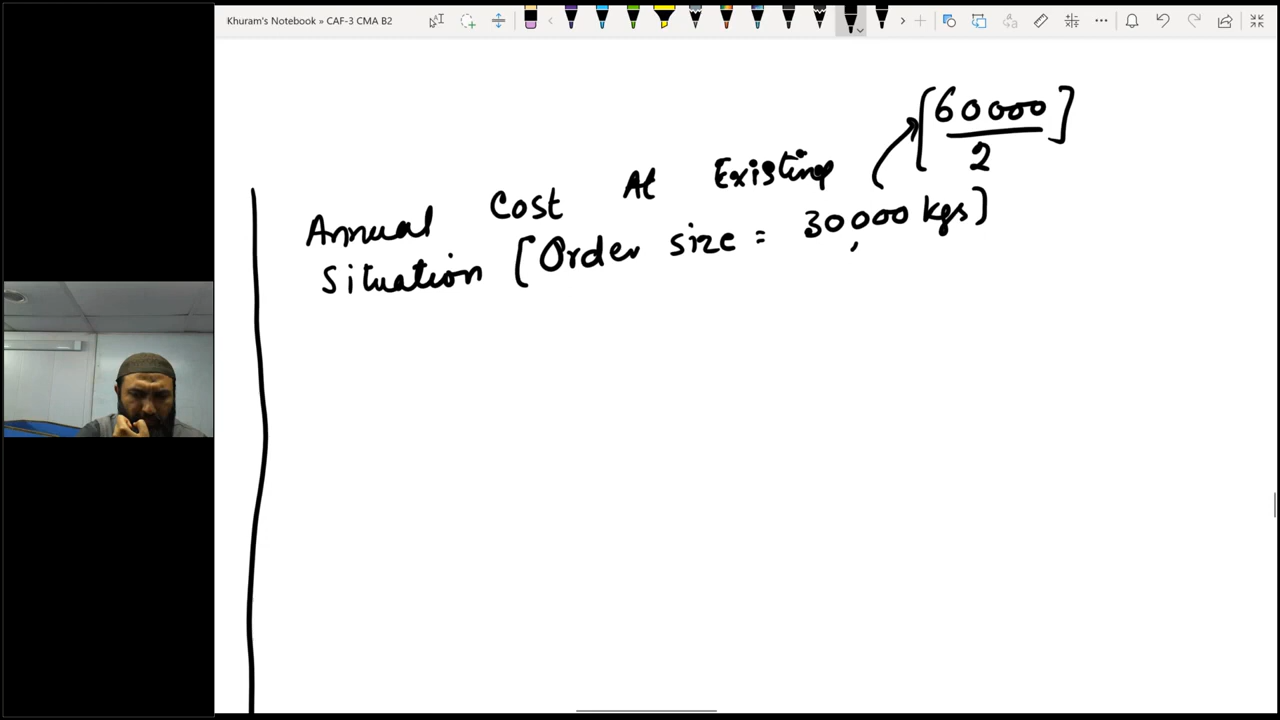 Khuram's Notebook » CAF-3 CMA B2
[60000
2]
Annual Cost At Existing
Situation [Order size = 30,000 kgs]